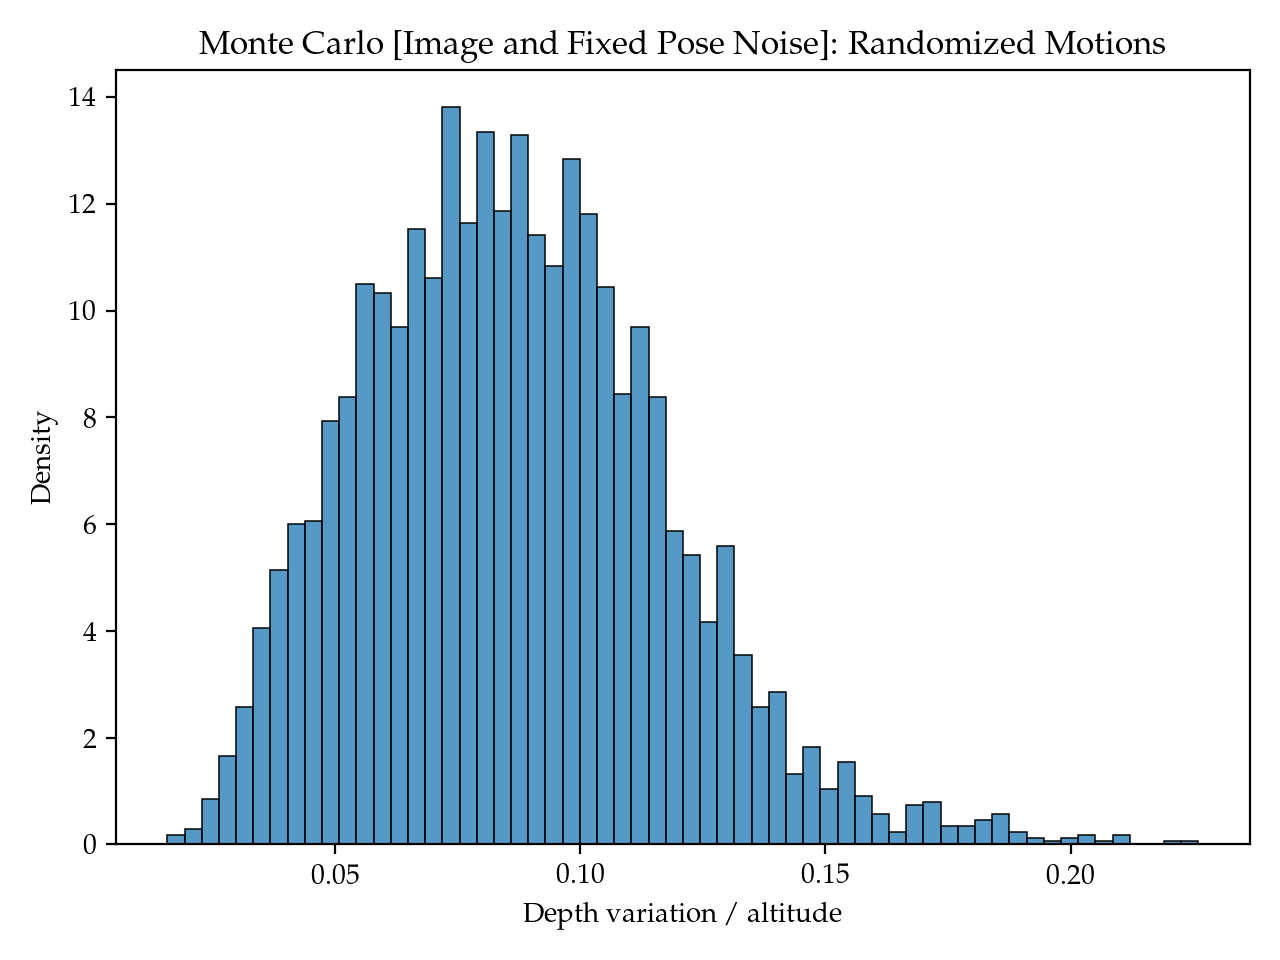 Monte Carlo [Image and Fixed Pose Noise]: Randomized Motions
14
12
10
8
6
4
2
0
Density
0.05 0.10 0.15 0.20
Depth variation / altitude